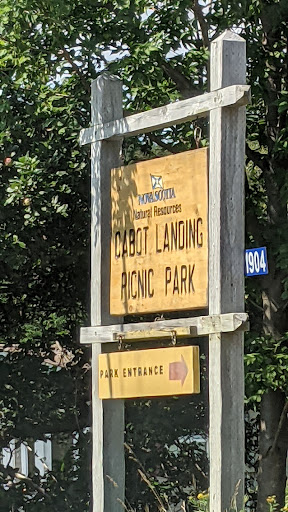 NOVA SCOTIA
Natural Resources
CABOT LANDING
PICNIC PARK
1904
PARK ENTRANCE